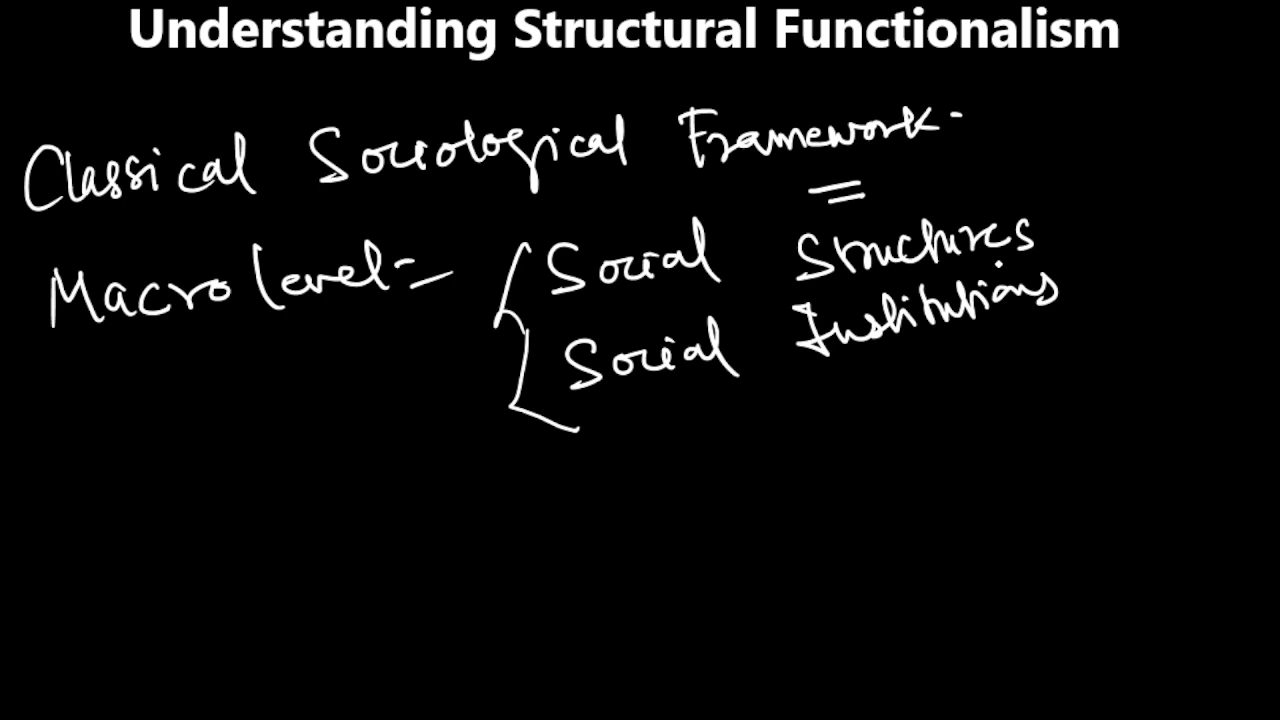 Understanding Structural Functionalism
Classical Sociological Framework.
Macro level = Social Structures
Social Institutions